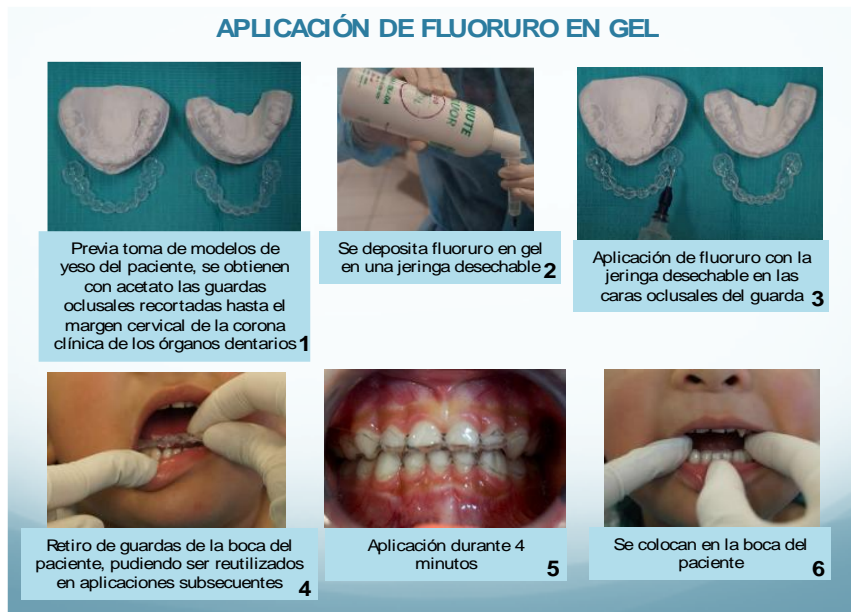 APLICACIÓN DE FLUORURO EN GEL
MINUTE
FLUOR
Previa toma de modelos de
yeso del paciente, se obtienen
con acetato las guardas
oclusales recortadas hasta el
margen cervical de la corona
clínica de los órganos dentarios 1
Se deposita fluoruro en gel
en una jeringa desechable 2
Aplicación de fluoruro con la
jeringa desechable en las
caras oclusales del guarda 3
Retiro de guardas de la boca del
paciente, pudiendo ser reutilizados
en aplicaciones subsecuentes 4
Aplicación durante 4
minutos 5
Se colocan en la boca del
paciente 6